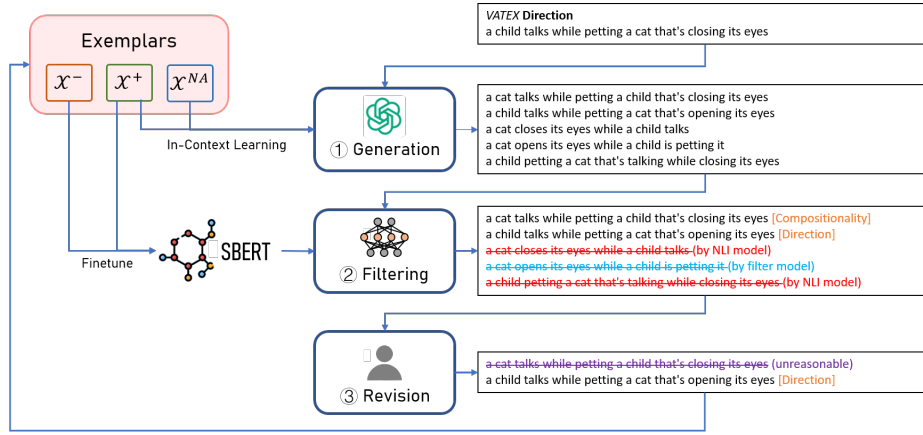 VATEX Direction
a child talks while petting a cat that's closing its eyes
Exemplars
𝒳⁻ 𝒳⁺ 𝒳ᴺᴬ
In-Context Learning
① Generation
a cat talks while petting a child that's closing its eyes
a child talks while petting a cat that's opening its eyes
a cat closes its eyes while a child talks
a cat opens its eyes while a child is petting it
a child petting a cat that's talking while closing its eyes
Finetune
SBERT
② Filtering
a cat talks while petting a child that's closing its eyes [Compositionality]
a child talks while petting a cat that's opening its eyes [Direction]
a cat closes its eyes while a child talks (by NLI model)
a cat opens its eyes while a child is petting it (by filter model)
a child petting a cat that's talking while closing its eyes (by NLI model)
③ Revision
a cat talks while petting a child that's closing its eyes (unreasonable)
a child talks while petting a cat that's opening its eyes [Direction]